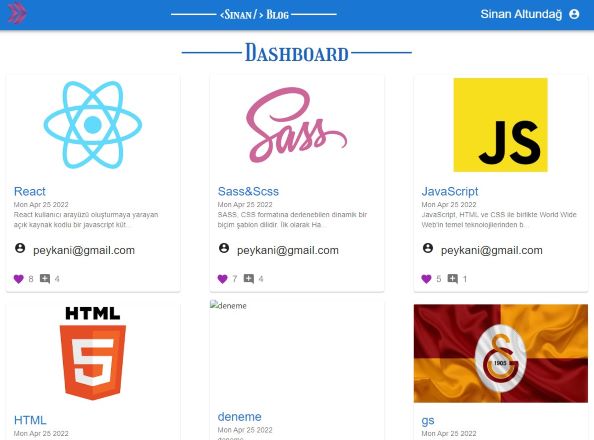 <Sinan/> Blog
Sinan Altundağ
Dashboard
Sass
JS
React
Mon Apr 25 2022
React kullanıcı arayüzü oluşturmaya yarayan
açık kaynak kodlu bir javascript küt...
peykani@gmail.com
8 4
Sass&Scss
Mon Apr 25 2022
SASS, CSS formatına derlenebilen dinamik bir
biçim şablon dilidir. İlk olarak Ha...
peykani@gmail.com
7 4
JavaScript
Mon Apr 25 2022
JavaScript, HTML ve CSS ile birlikte World Wide
Web'in temel teknolojilerinden b...
peykani@gmail.com
5 1
HTML
5
HTML
Mon Apr 25 2022
deneme
deneme
Mon Apr 25 2022
deneme
1905
gs
Mon Apr 25 2022